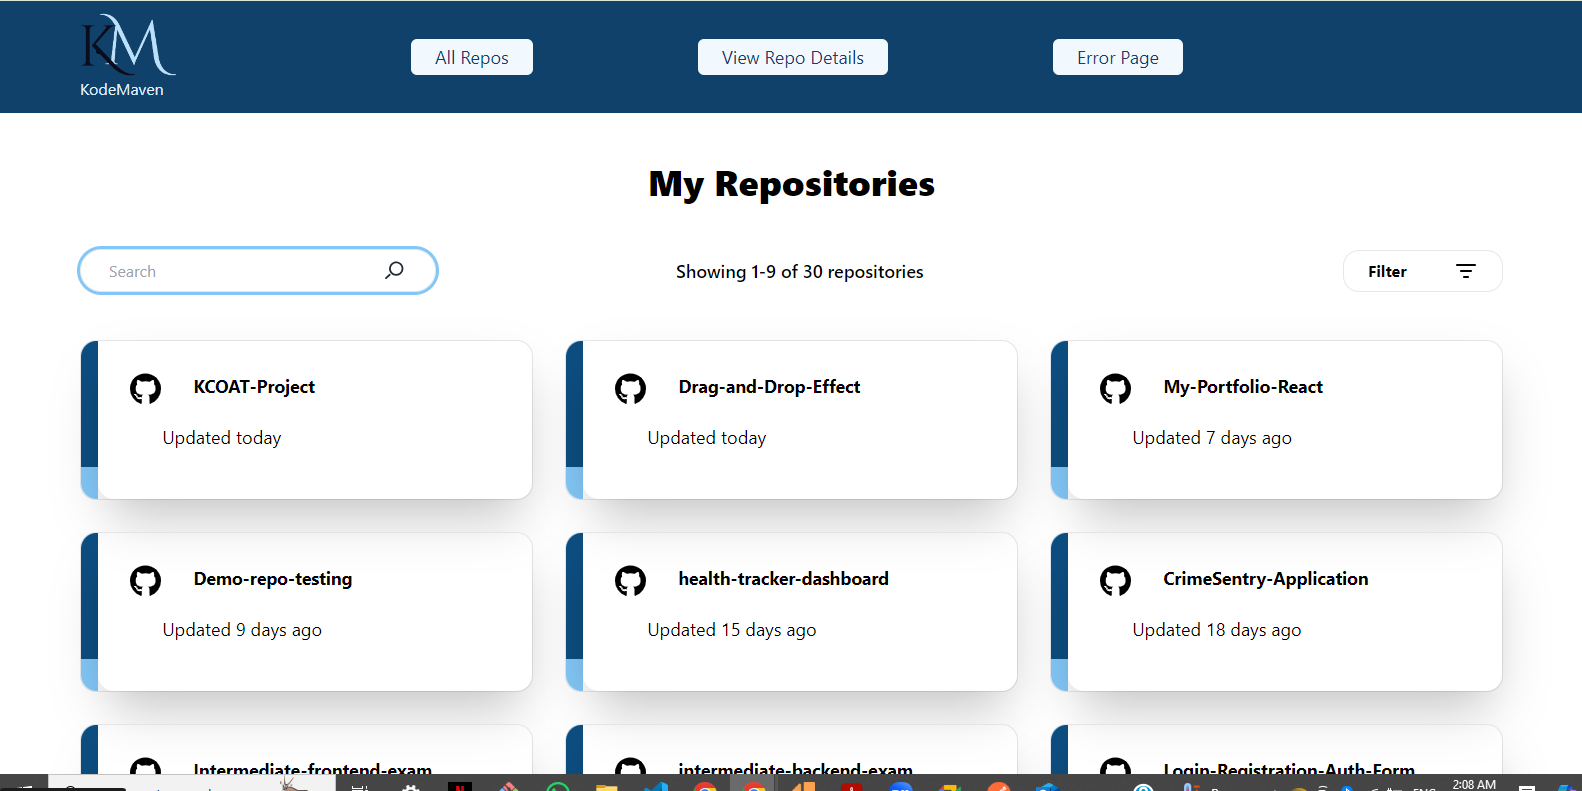 KM
KodeMaven
All Repos
View Repo Details
Error Page
My Repositories
Search
Showing 1-9 of 30 repositories
Filter
KCOAT-Project
Updated today
Drag-and-Drop-Effect
Updated today
My-Portfolio-React
Updated 7 days ago
Demo-repo-testing
Updated 9 days ago
health-tracker-dashboard
Updated 15 days ago
CrimeSentry-Application
Updated 18 days ago
Intermediate-frontend-exam
intermediate-backend-exam
Login-Registration-Auth-Form
ENG
2:08 AM